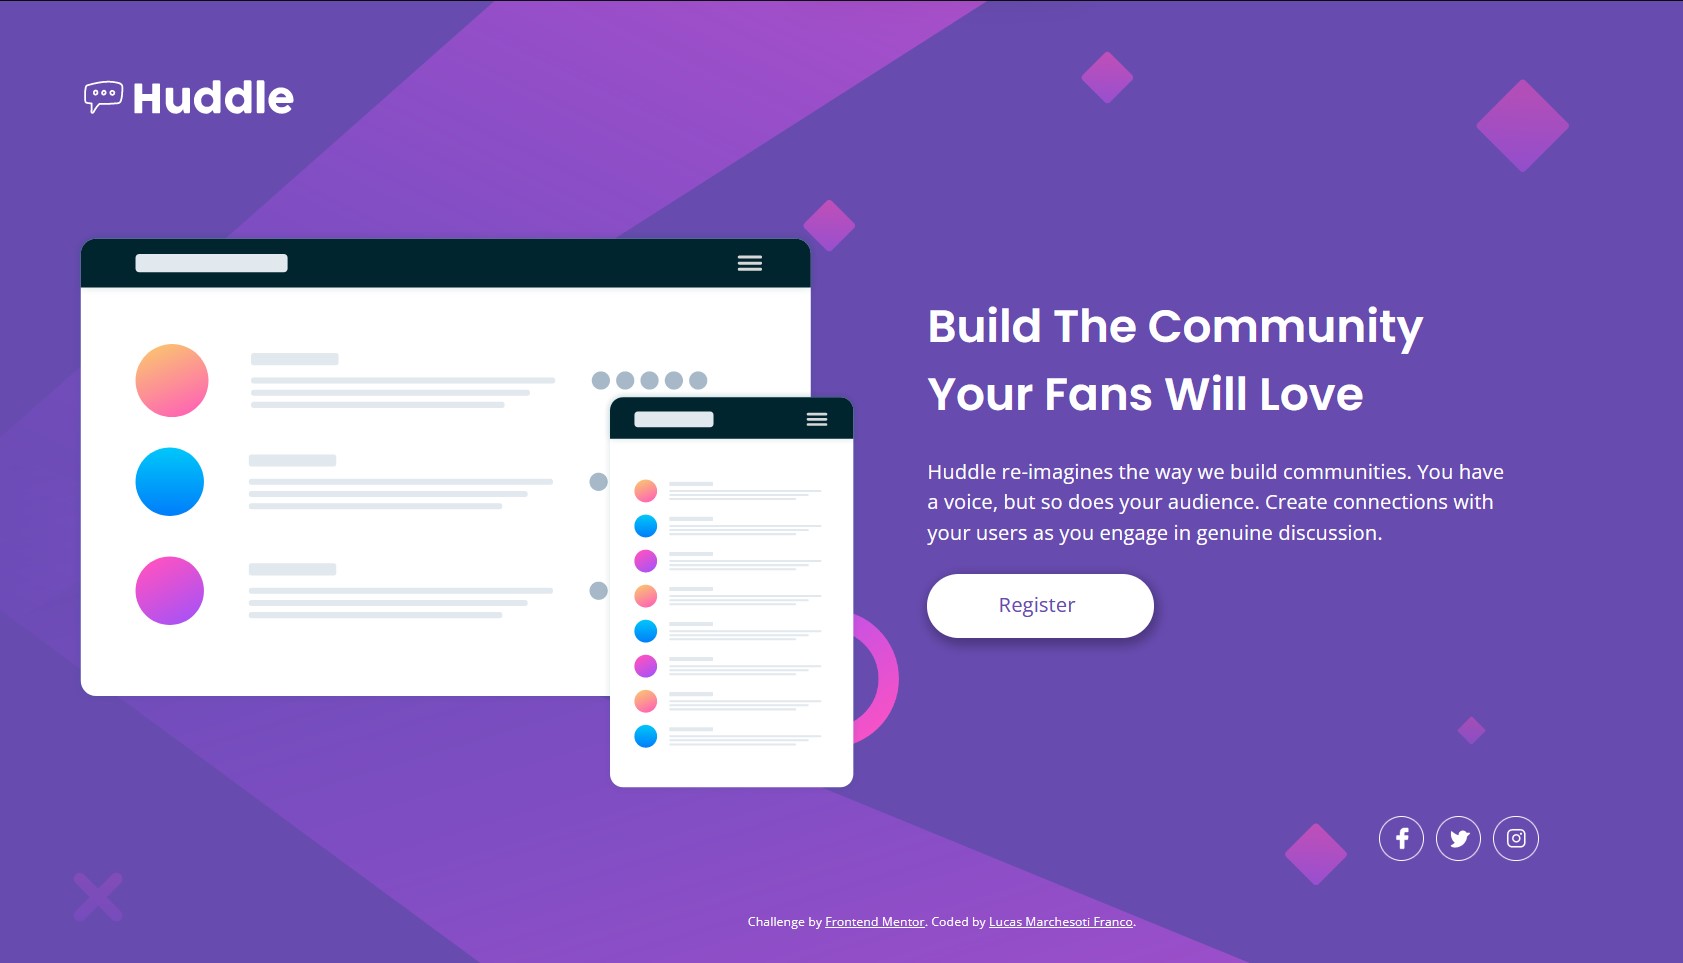 Huddle
Build The Community
Your Fans Will Love
Huddle re-imagines the way we build communities. You have
a voice, but so does your audience. Create connections with
your users as you engage in genuine discussion.
Register
Challenge by Frontend Mentor. Coded by Lucas Marchesoti Franco.